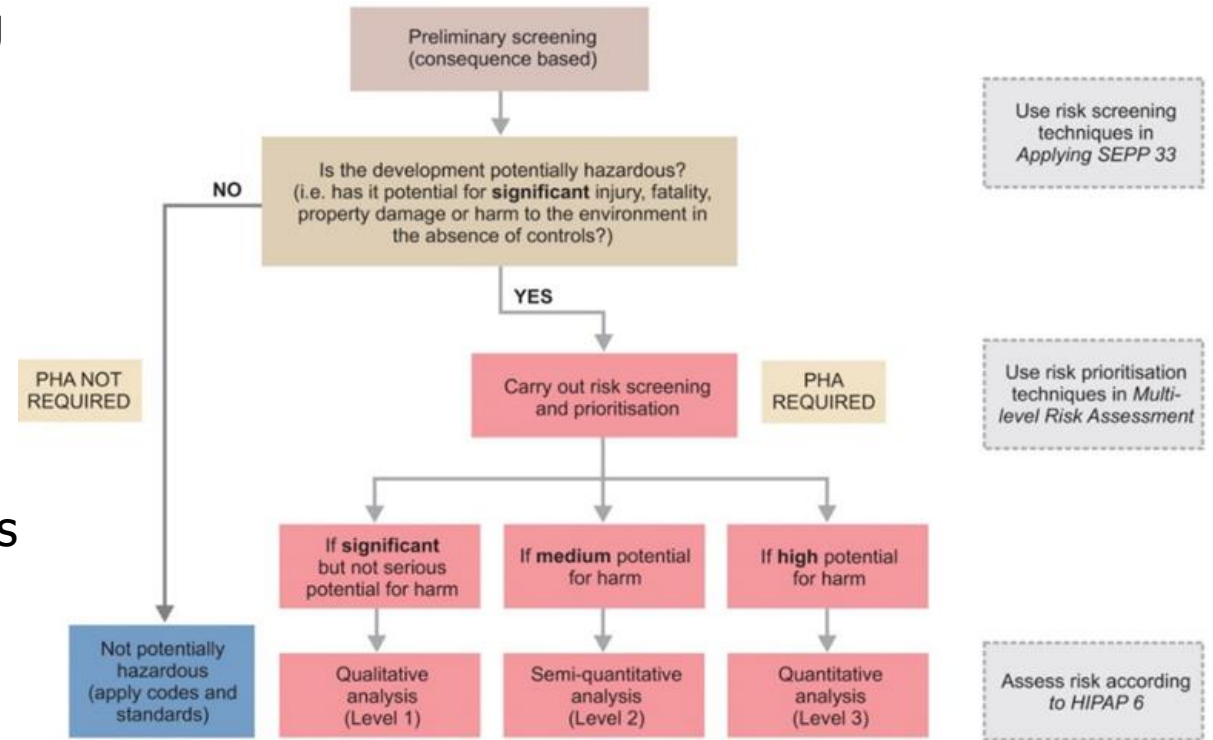 g
Preliminary screening
(consequence based)
Use risk screening
techniques in
Applying SEPP 33
Is the development potentially hazardous?
(i.e. has it potential for significant injury, fatality,
property damage or harm to the environment in
the absence of controls?)
NO
YES
PHA NOT
REQUIRED
Carry out risk screening
and prioritisation
PHA
REQUIRED
Use risk prioritisation
techniques in Multi-
level Risk Assessment
s
If significant
but not serious
potential for harm
If medium potential
for harm
If high potential
for harm
Not potentially
hazardous
(apply codes and
standards)
Qualitative
analysis
(Level 1)
Semi-quantitative
analysis
(Level 2)
Quantitative
analysis
(Level 3)
Assess risk according
to HIPAP 6